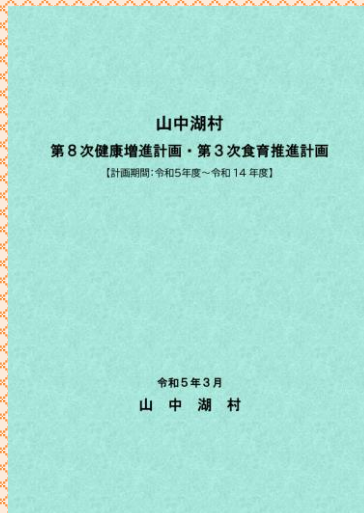 山中湖村
第８次健康増進計画・第３次食育推進計画
【計画期間：令和5年度～令和 14 年度】
令和５年３月
山 中 湖 村